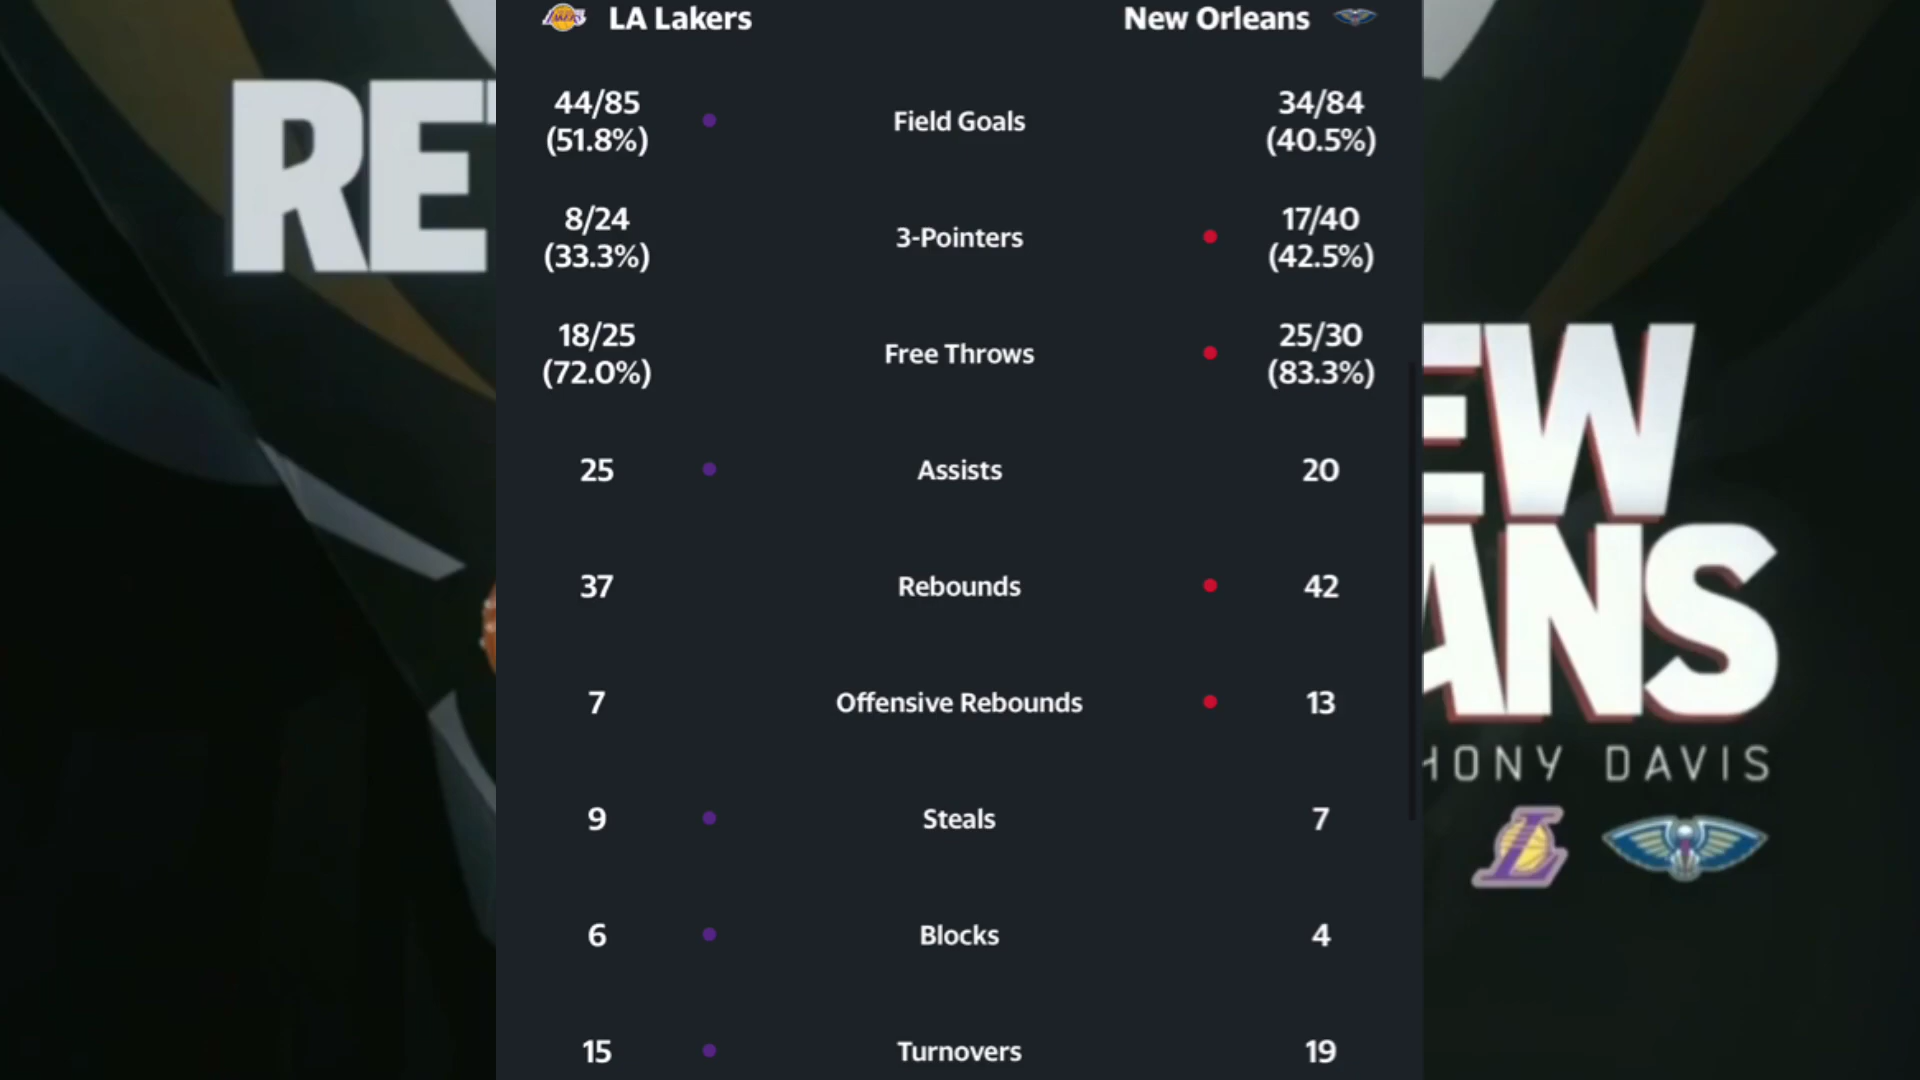 LA Lakers New Orleans
44/85
(51.8%) Field Goals 34/84
(40.5%)
8/24
(33.3%) 3-Pointers 17/40
(42.5%)
18/25
(72.0%) Free Throws 25/30
(83.3%)
25 Assists 20
37 Rebounds 42
7 Offensive Rebounds 13
9 Steals 7
6 Blocks 4
15 Turnovers 19
RE
EW
ANS
HONY DAVIS